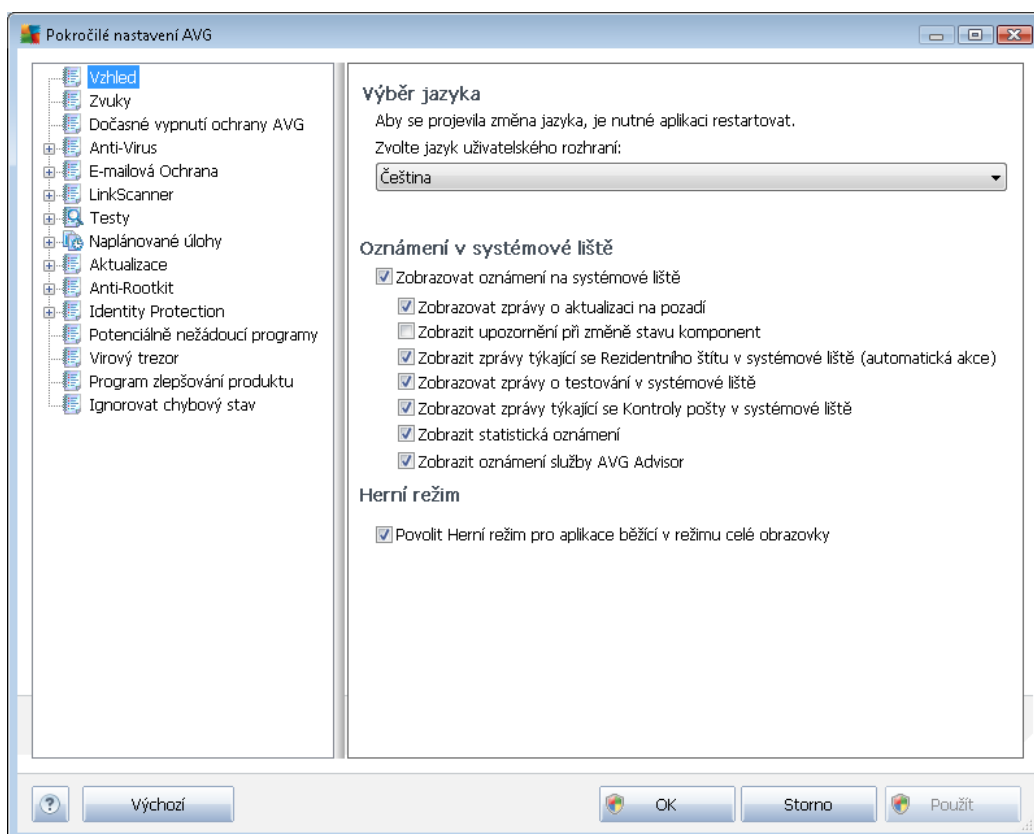 Pokročilé nastavení AVG
Vzhled
Zvuky
Dočasné vypnutí ochrany AVG
Anti-Virus
E-mailová Ochrana
LinkScanner
Testy
Naplánované úlohy
Aktualizace
Anti-Rootkit
Identity Protection
Potenciálně nežádoucí programy
Virový trezor
Program zlepšování produktu
Ignorovat chybový stav
Výběr jazyka
Aby se projevila změna jazyka, je nutné aplikaci restartovat.
Zvolte jazyk uživatelského rozhraní:
Čeština
Oznámení v systémové liště
Zobrazovat oznámení na systémové liště
Zobrazovat zprávy o aktualizaci na pozadí
Zobrazit upozornění při změně stavu komponent
Zobrazit zprávy týkající se Rezidentního štítu v systémové liště (automatická akce)
Zobrazovat zprávy o testování v systémové liště
Zobrazovat zprávy týkající se Kontroly pošty v systémové liště
Zobrazit statistická oznámení
Zobrazit oznámení služby AVG Advisor
Herní režim
Povolit Herní režim pro aplikace běžící v režimu celé obrazovky
? Výchozí OK Storno Použít